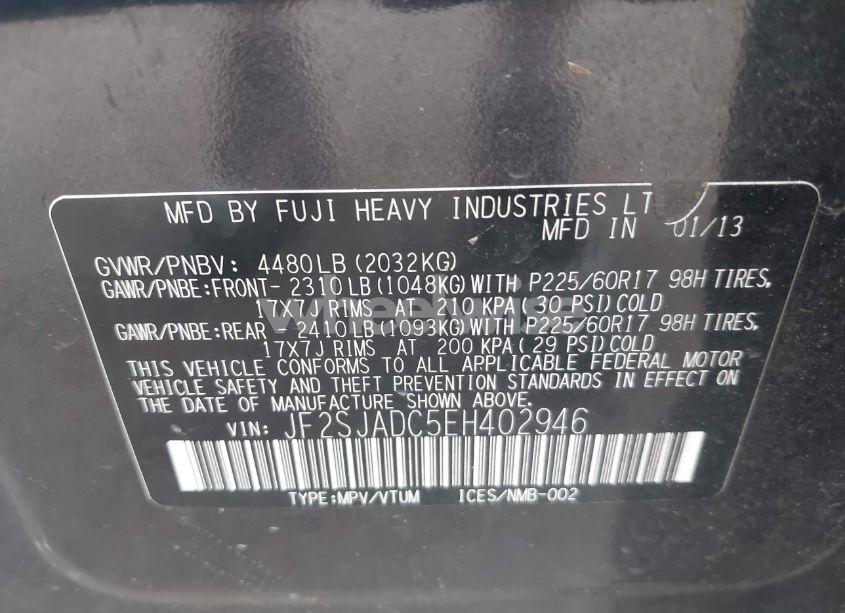 MFD BY FUJI HEAVY INDUSTRIES LT
MFD IN 01/13
GVWR/PNBV: 4480LB(2032KG)
GAWR/PNBE:FRONT- 2310LB(1048KG)WITH P225/60R17 98H TIRES,
17X7J RIMS AT 210 KPA(30 PSI)COLD
GAWR/PNBE:REAR - 2410LB(1093KG)WITH P225/60R17 98H TIRES,
17X7J RIMS AT 200 KPA(29 PSI)COLD
THIS VEHICLE CONFORMS TO ALL APPLICABLE FEDERAL MOTOR
VEHICLE SAFETY AND THEFT PREVENTION STANDARDS IN EFFECT ON
THE DATE OF MANUFACTURE SHOWN ABOVE.
VIN: JF2SJADC5EH402946
TYPE:MPV/VTUM ICES/NMB-002